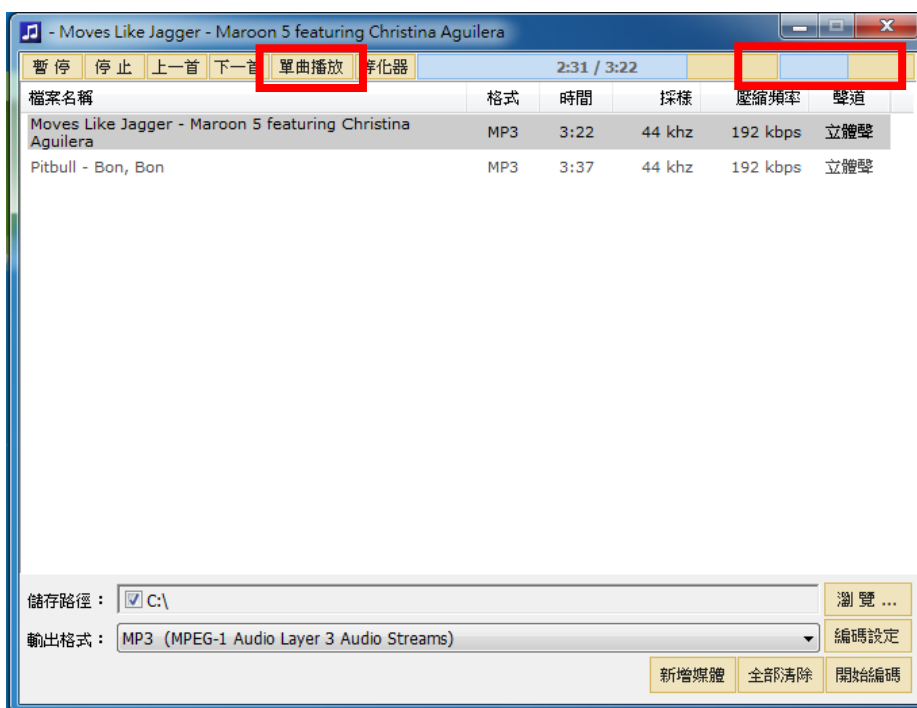 - Moves Like Jagger - Maroon 5 featuring Christina Aguilera
暫 停 停 止 上一首 下一首 單曲播放 等化器 2:31 / 3:22
檔案名稱 格式 時間 採樣 壓縮頻率 聲道
Moves Like Jagger - Maroon 5 featuring Christina
Aguilera MP3 3:22 44 khz 192 kbps 立體聲
Pitbull - Bon, Bon MP3 3:37 44 khz 192 kbps 立體聲
儲存路徑： C:\ 瀏 覽 ...
輸出格式： MP3 (MPEG-1 Audio Layer 3 Audio Streams) 編碼設定
新增媒體 全部清除 開始編碼